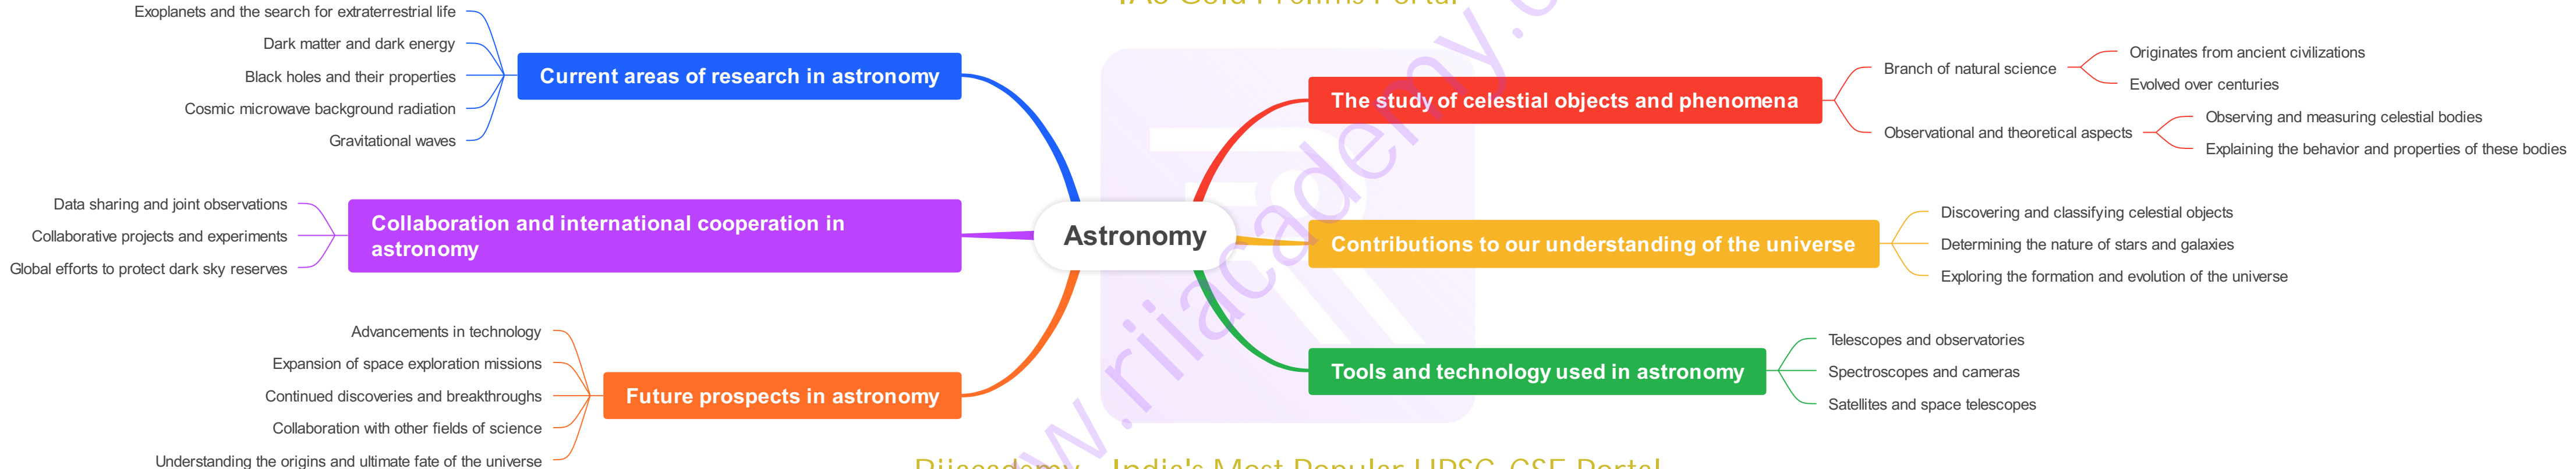 Astronomy
The study of celestial objects and phenomena
Branch of natural science
Originates from ancient civilizations
Evolved over centuries
Observational and theoretical aspects
Observing and measuring celestial bodies
Explaining the behavior and properties of these bodies
Contributions to our understanding of the universe
Discovering and classifying celestial objects
Determining the nature of stars and galaxies
Exploring the formation and evolution of the universe
Tools and technology used in astronomy
Telescopes and observatories
Spectroscopes and cameras
Satellites and space telescopes
Current areas of research in astronomy
Exoplanets and the search for extraterrestrial life
Dark matter and dark energy
Black holes and their properties
Cosmic microwave background radiation
Gravitational waves
Collaboration and international cooperation in
astronomy
Data sharing and joint observations
Collaborative projects and experiments
Global efforts to protect dark sky reserves
Future prospects in astronomy
Advancements in technology
Expansion of space exploration missions
Continued discoveries and breakthroughs
Collaboration with other fields of science
Understanding the origins and ultimate fate of the universe
India's Most Popular UPSC-CSE Portal